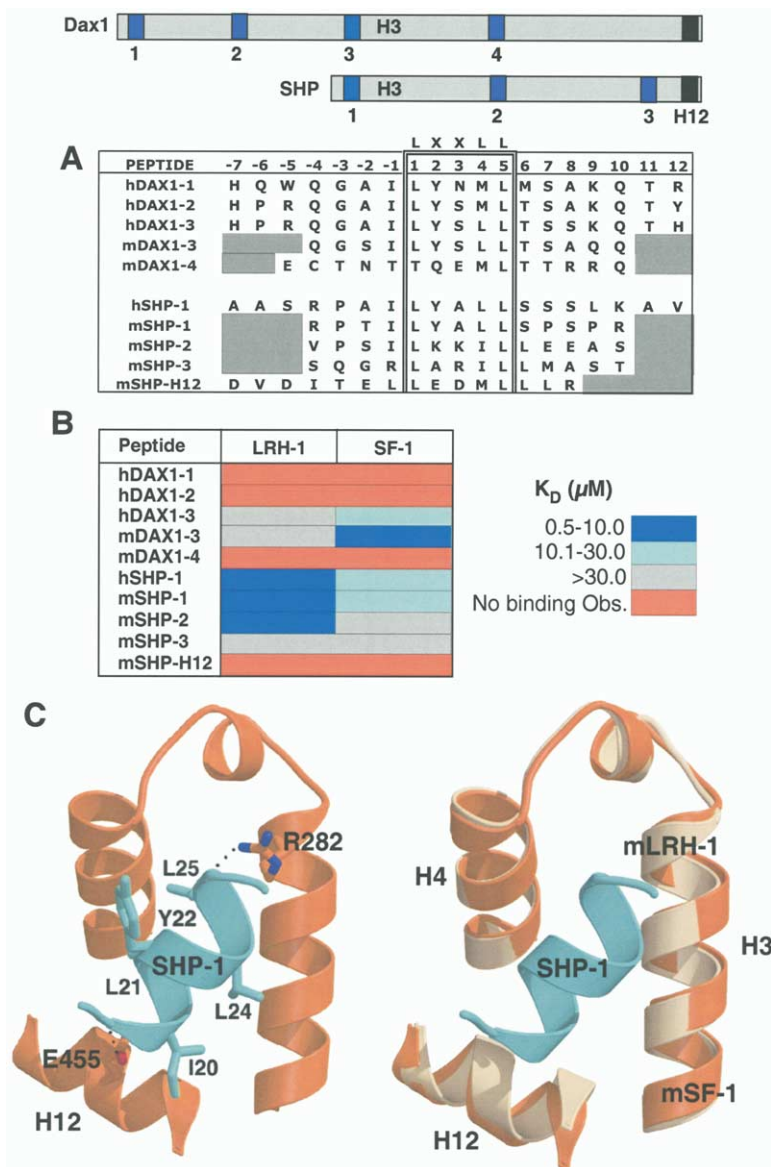 Dax1 H3
1 2 3 4
SHP H3
1 2 3 H12
L X X L L
A
PEPTIDE -7 -6 -5 -4 -3 -2 -1 1 2 3 4 5 6 7 8 9 10 11 12
hDAX1-1 H Q W Q G A I L Y N M L M S A K Q T R
hDAX1-2 H P R Q G A I L Y S M L T S A K Q T Y
hDAX1-3 H P R Q G A I L Y S L L T S S K Q T H
mDAX1-3 Q G S I L Y S L L T S A Q Q
mDAX1-4 E C T N T T Q E M L T T R R Q
hSHP-1 A A S R P A I L Y A L L S S S L K A V
mSHP-1 R P T I L Y A L L S P S P R
mSHP-2 V P S I L K K I L L E E A S
mSHP-3 S Q G R L A R I L L M A S T
mSHP-H12 D V D I T E L L E D M L L L R
B
Peptide LRH-1 SF-1
hDAX1-1
hDAX1-2
hDAX1-3
mDAX1-3
mDAX1-4
hSHP-1
mSHP-1
mSHP-2
mSHP-3
mSHP-H12
KD (µM)
0.5-10.0
10.1-30.0
>30.0
No binding Obs.
C
R282
L25
Y22
SHP-1
L21
L24
E455
I20
H12
mLRH-1
H4
H3
SHP-1
mSF-1
H12